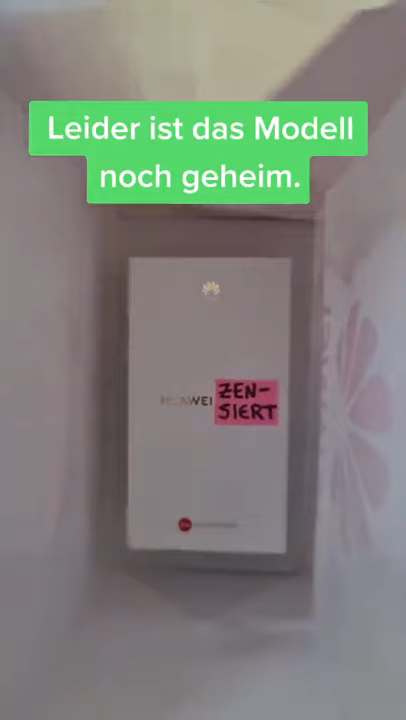 Leider ist das Modell
noch geheim.
HUAWEI ZEN-
SIERT